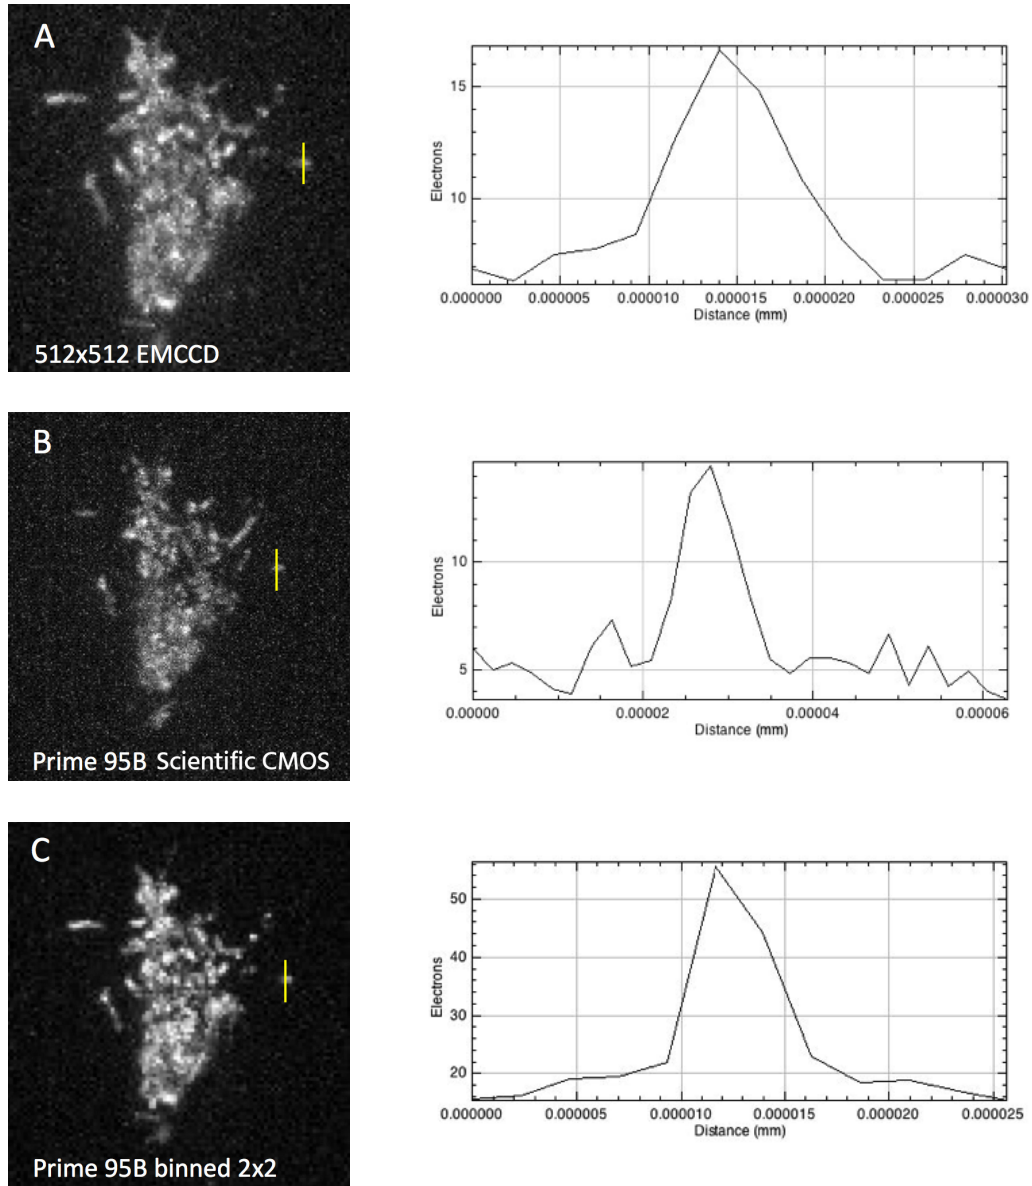 A
512x512 EMCCD
15
10
Electrons
0.000000 0.000005 0.000010 0.000015 0.000020 0.000025 0.000030
Distance (mm)
B
Prime 95B Scientific CMOS
10
5
Electrons
0.00000 0.00002 0.00004 0.00006
Distance (mm)
C
Prime 95B binned 2x2
50
40
30
20
Electrons
0.000000 0.000005 0.000010 0.000015 0.000020 0.000025
Distance (mm)